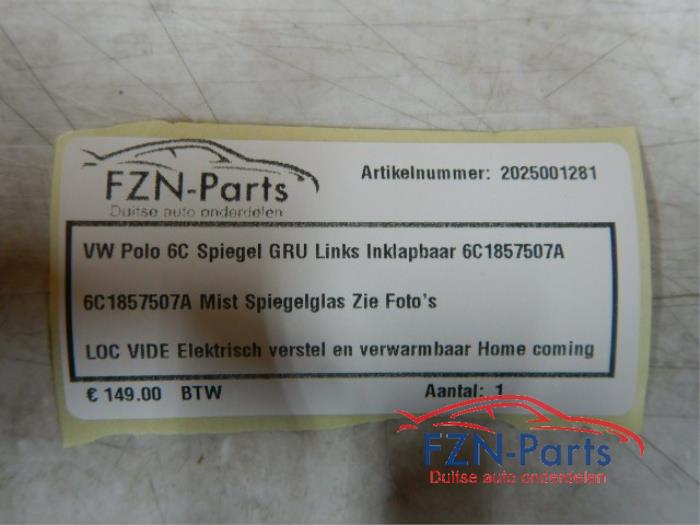 FZN-Parts
Duitse auto onderdelen
Artikelnummer: 2025001281
VW Polo 6C Spiegel GRU Links Inklapbaar 6C1857507A
6C1857507A Mist Spiegelglas Zie Foto's
LOC VIDE Elektrisch verstel en verwarmbaar Home coming
€ 149.00 BTW
Aantal: 1
FZN-Parts
Duitse auto onderdelen